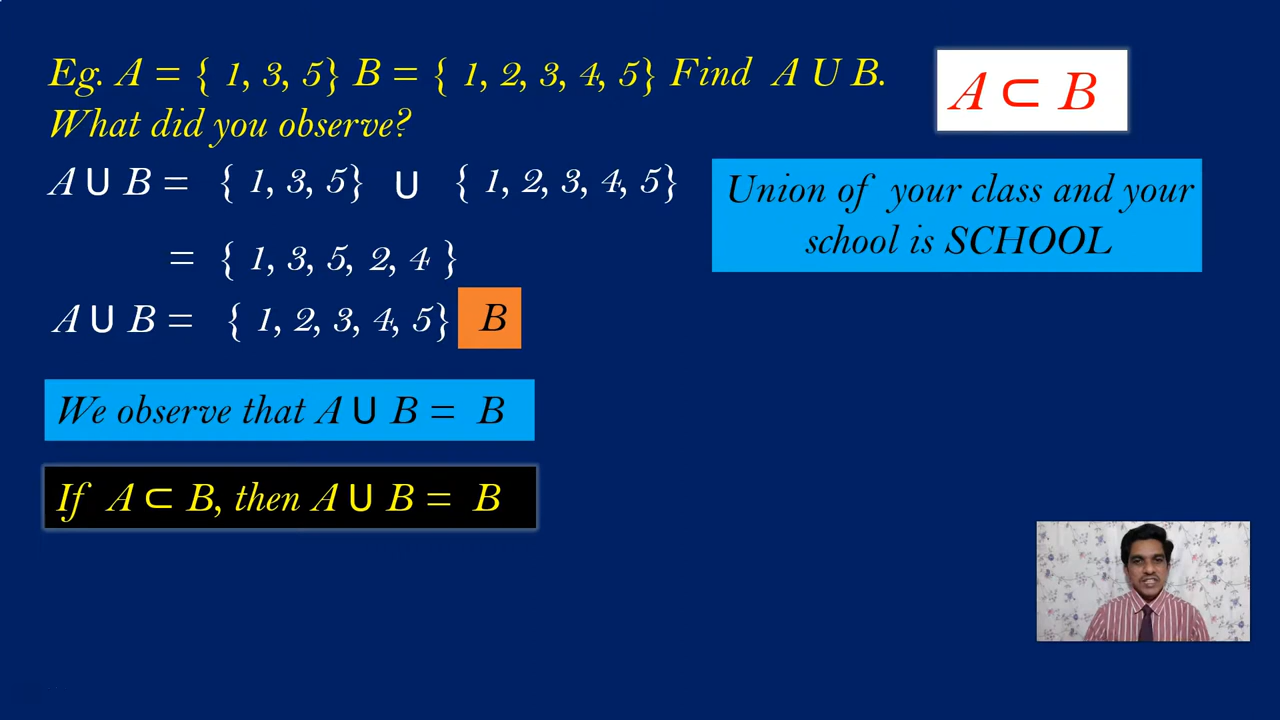 Eg. A = { 1, 3, 5} B = { 1, 2, 3, 4, 5} Find A U B.
What did you observe?
A ⊂ B
A ∪ B = { 1, 3, 5} ∪ { 1, 2, 3, 4, 5}
Union of your class and your
school is SCHOOL
= { 1, 3, 5, 2, 4 }
A ∪ B = { 1, 2, 3, 4, 5} B
We observe that A ∪ B = B
If A ⊂ B, then A ∪ B = B